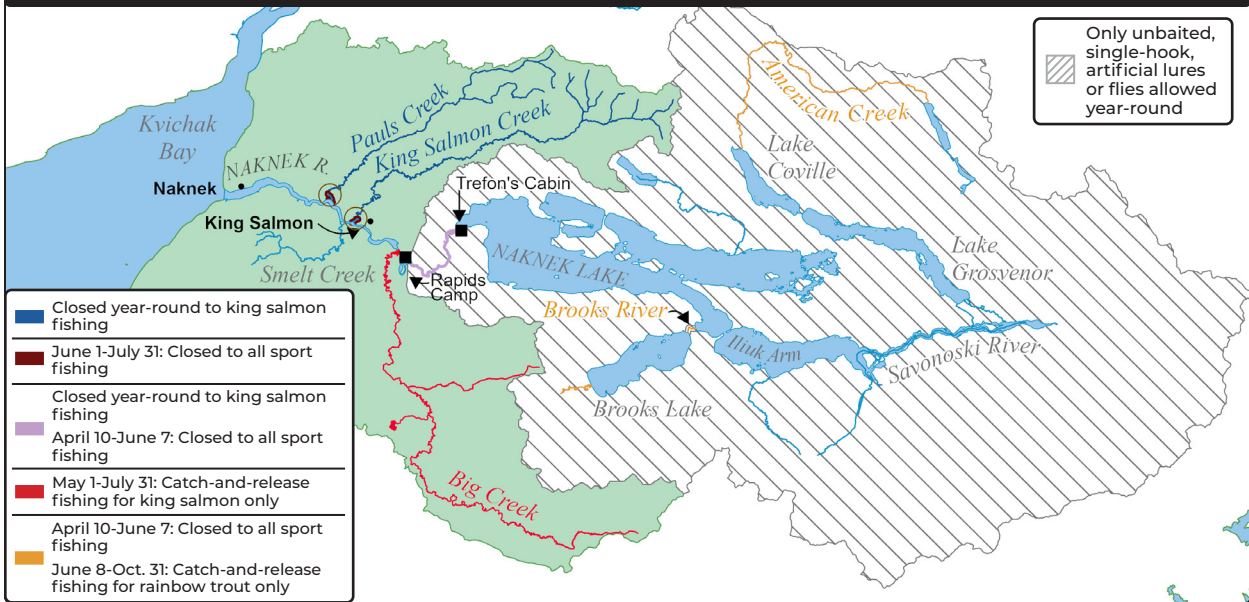 Only unbaited,
single-hook,
artificial lures
or flies allowed
year-round
American Creek
Kvichak
Bay
Pauls Creek
King Salmon Creek
NAKNEK R.
Lake
Coville
Naknek
Trefon's Cabin
King Salmon
Smelt Creek
NAKNEK LAKE
Lake
Grosvenor
Rapids
Camp
Brooks River
Iliuk Arm
Savonoski River
Brooks Lake
Big Creek
Closed year-round to king salmon
fishing
June 1-July 31: Closed to all sport
fishing
Closed year-round to king salmon
fishing
April 10-June 7: Closed to all sport
fishing
May 1-July 31: Catch-and-release
fishing for king salmon only
April 10-June 7: Closed to all sport
fishing
June 8-Oct. 31: Catch-and-release
fishing for rainbow trout only